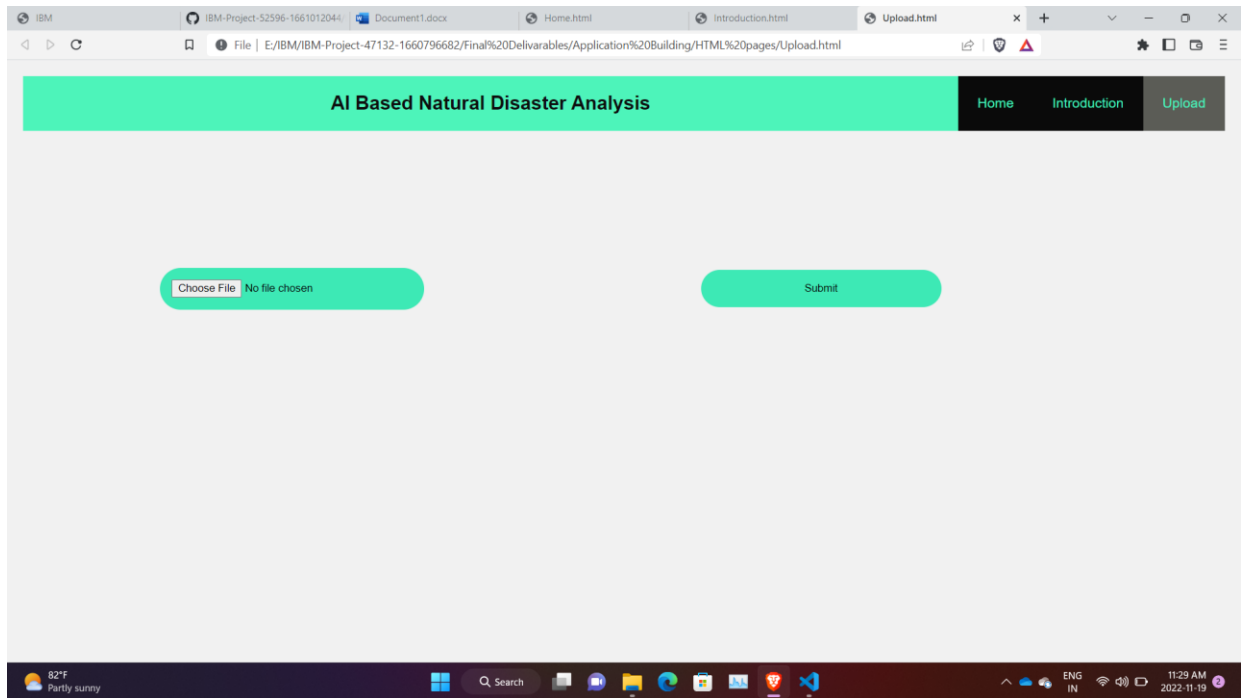 IBM
IBM-Project-52596-1661012044/
Document1.docx
Home.html
Introduction.html
Upload.html
File | E:/IBM/IBM-Project-47132-1660796682/Final%20Delivarables/Application%20Building/HTML%20pages/Upload.html
AI Based Natural Disaster Analysis
Home
Introduction
Upload
Choose File No file chosen
Submit
82°F
Partly sunny
Search
ENG
IN
11:29 AM
2022-11-19
2